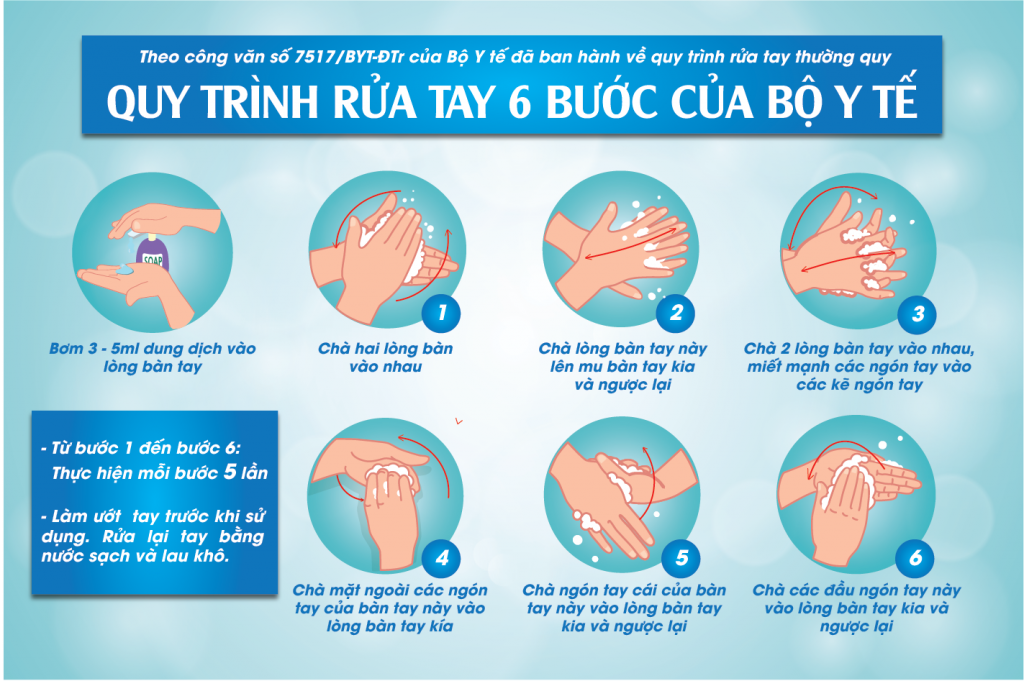 Theo công văn số 7517/BYT-ĐTr của Bộ Y tế đã ban hành về quy trình rửa tay thường quy
QUY TRÌNH RỬA TAY 6 BƯỚC CỦA BỘ Y TẾ
SOAP
Bơm 3 - 5ml dung dịch vào
lòng bàn tay
1
Chà hai lòng bàn
vào nhau
2
Chà lòng bàn tay này
lên mu bàn tay kia
và ngược lại
3
Chà 2 lòng bàn tay vào nhau,
miết mạnh các ngón tay vào
các kẽ ngón tay
- Từ bước 1 đến bước 6:
Thực hiện mỗi bước 5 lần
- Làm ướt tay trước khi sử
dụng. Rửa lại tay bằng
nước sạch và lau khô.
4
Chà mặt ngoài các ngón
tay của bàn tay này vào
lòng bàn tay kía
5
Chà ngón tay cái của bàn
tay này vào lòng bàn tay
kia và ngược lại
6
Chà các đầu ngón tay này
vào lòng bàn tay kia và
ngược lại